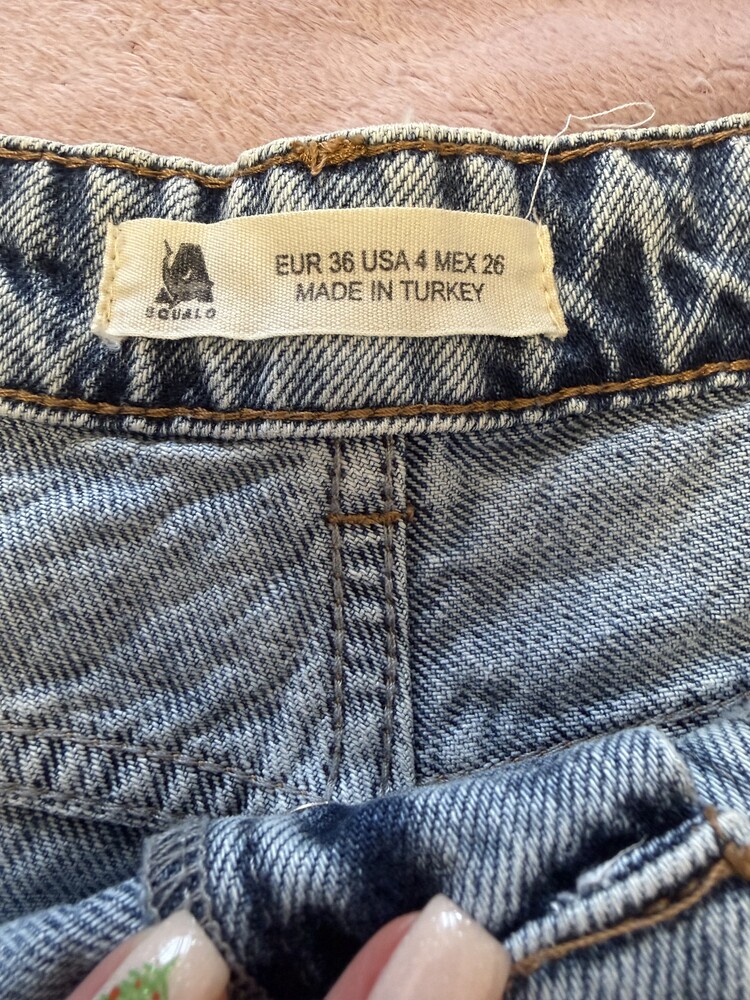 EUR 36 USA 4 MEX 26
MADE IN TURKEY
SQUALO